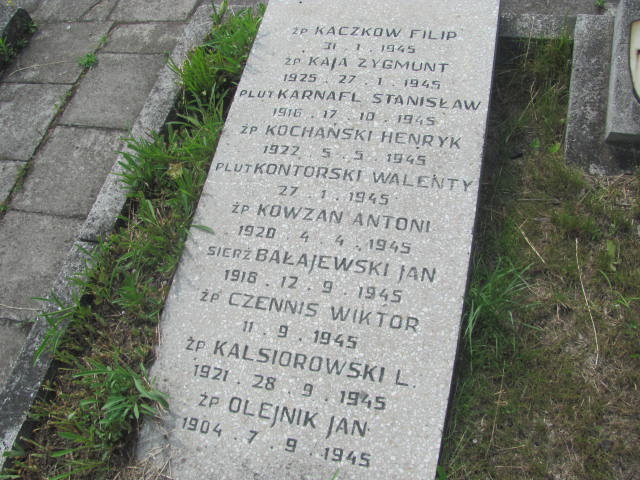 ŻP KACZKOW FILIP
31 · 1 · 1945
ŻP KAJA ZYGMUNT
1925 · 27 · 1 · 1945
PLUT KARNAFL STANISŁAW
1916 · 17 · 10 · 1945
ŻP KOCHAŃSKI HENRYK
1922 · 5 · 5 · 1945
PLUT KONTORSKI WALENTY
27 · 1 · 1945
ŻP KOWZAN ANTONI
1920 · 4 · 4 · 1945
SIERŻ BAŁAJEWSKI JAN
1918 · 12 · 9 · 1945
ŻP CZENNIS WIKTOR
11 · 9 · 1945
ŻP KALSIOROWSKI L.
1921 · 28 · 9 · 1945
ŻP OLEJNIK JAN
1904 · 7 · 9 · 1945